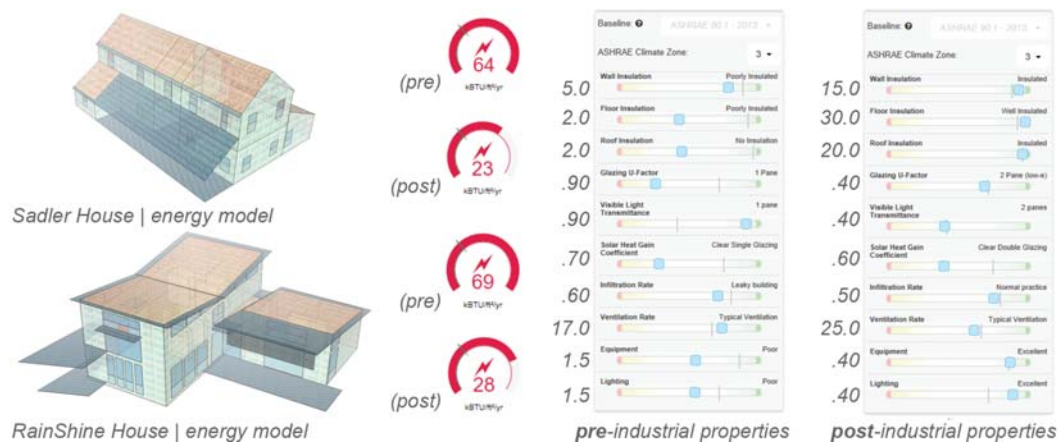 (pre)
64
kBTU/ft²/yr
(post)
23
kBTU/ft²/yr
Sadler House | energy model
(pre)
69
kBTU/ft²/yr
(post)
28
kBTU/ft²/yr
RainShine House | energy model
Baseline: ? ASHRAE 90.1 - 2013
ASHRAE Climate Zone: 3
5.0 Wall Insulation Poorly Insulated
2.0 Floor Insulation Poorly Insulated
2.0 Roof Insulation No Insulation
.90 Glazing U-Factor 1 Pane
.90 Visible Light 1 pane
Transmittance
.70 Solar Heat Gain Clear Single Glazing
Coefficient
.60 Infiltration Rate Leaky building
17.0 Ventilation Rate Typical Ventilation
1.5 Equipment Poor
1.5 Lighting Poor
pre-industrial properties
Baseline: ? ASHRAE 90.1 - 2013
ASHRAE Climate Zone: 3
15.0 Wall Insulation Insulated
30.0 Floor Insulation Well Insulated
20.0 Roof Insulation Insulated
.40 Glazing U-Factor 2 Pane (low-e)
.40 Visible Light 2 panes
Transmittance
.60 Solar Heat Gain Clear Double Glazing
Coefficient
.50 Infiltration Rate Normal practice
25.0 Ventilation Rate Typical Ventilation
.40 Equipment Excellent
.40 Lighting Excellent
post-industrial properties